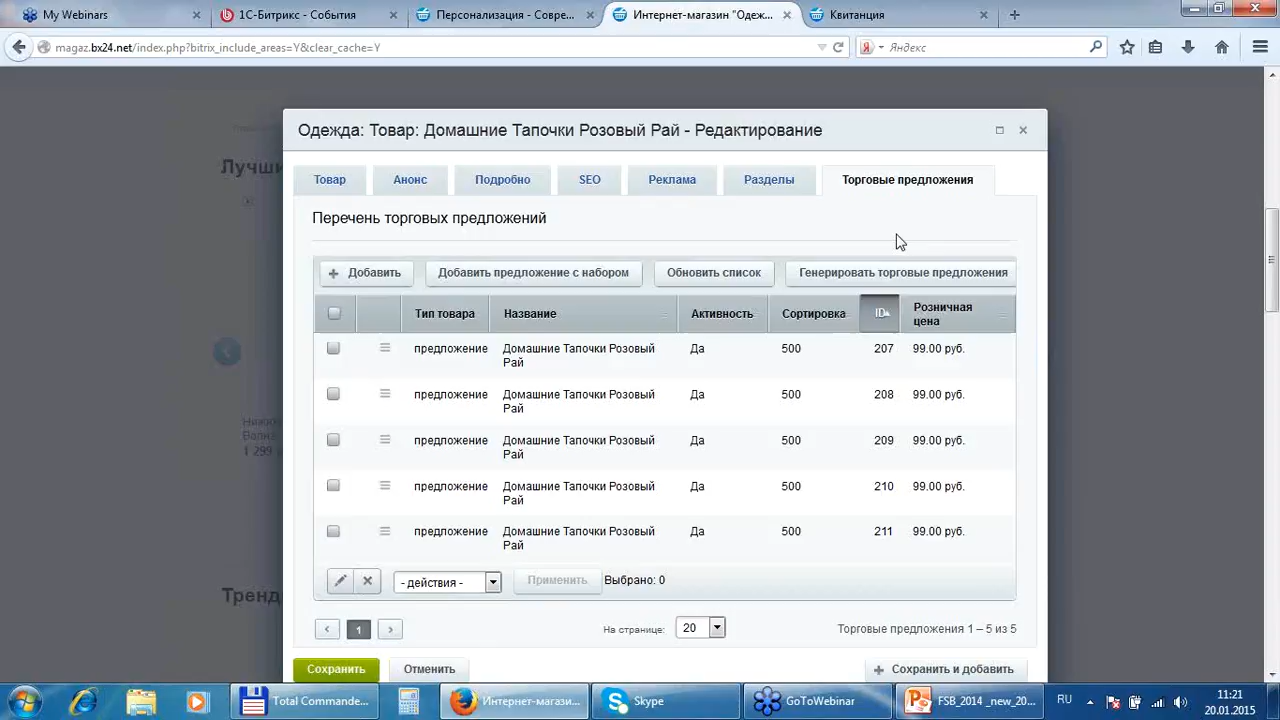 My Webinars
1С-Битрикс - События
Персонализация - Совре...
Интернет-магазин "Одеж...
Квитанция
magaz.bx24.net/index.php?bitrix_include_areas=Y&clear_cache=Y
Яндекс
Одежда: Товар: Домашние Тапочки Розовый Рай - Редактирование
Товар
Анонс
Подробно
SEO
Реклама
Разделы
Торговые предложения
Перечень торговых предложений
Добавить
Добавить предложение с набором
Обновить список
Генерировать торговые предложения
Тип товара
Название
Активность
Сортировка
ID
Розничная
цена
предложение Домашние Тапочки Розовый Да 500 207 99.00 руб.
Рай
предложение Домашние Тапочки Розовый Да 500 208 99.00 руб.
Рай
предложение Домашние Тапочки Розовый Да 500 209 99.00 руб.
Рай
предложение Домашние Тапочки Розовый Да 500 210 99.00 руб.
Рай
предложение Домашние Тапочки Розовый Да 500 211 99.00 руб.
Рай
- действия -
Применить
Выбрано: 0
1
На странице:
20
Торговые предложения 1 – 5 из 5
Сохранить
Отменить
Сохранить и добавить
Лучши
1 299
Тренд
Total Commande...
Интернет-магази...
Skype
GoToWebinar
FSB_2014 _new_20...
RU
11:21
20.01.2015